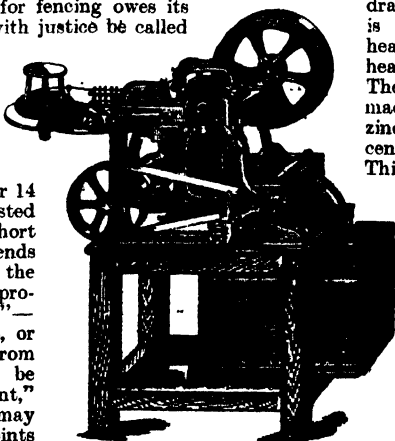 for fencing owes its
with justice be called
r 14
sted
hort
ends
the
pro-
"—
, or
rom
be
nt,"
may
ints
dra
is
hea
hea
The
mac
zinc
cen
Thi